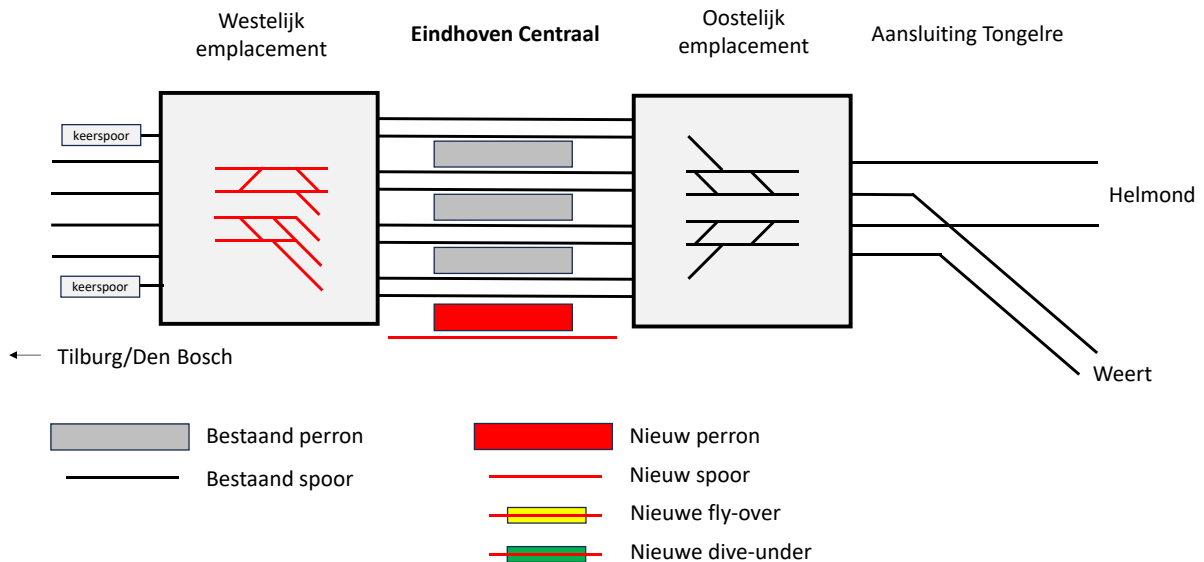 Westelijk
emplacement
Eindhoven Centraal
Oostelijk
emplacement
Aansluiting Tongelre
keerspoor
Helmond
keerspoor
Tilburg/Den Bosch
Weert
Bestaand perron
Nieuw perron
Bestaand spoor
Nieuw spoor
Nieuwe fly-over
Nieuwe dive-under